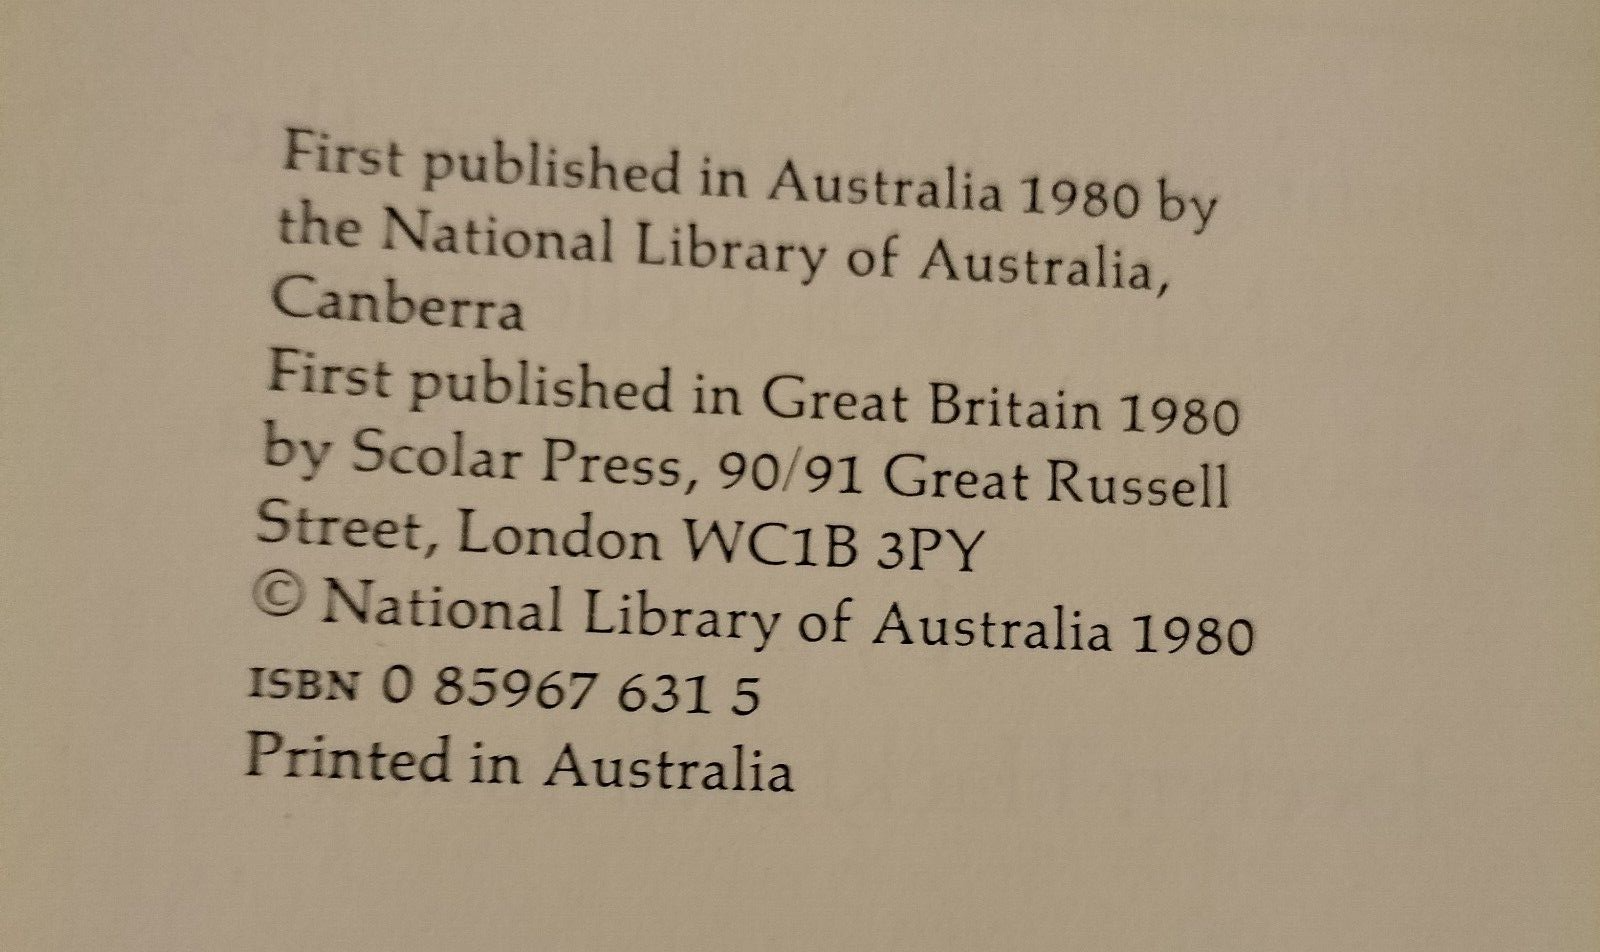 First published in Australia 1980 by
the National Library of Australia,
Canberra
First published in Great Britain 1980
by Scolar Press, 90/91 Great Russell
Street, London WC1B 3PY
© National Library of Australia 1980
ISBN 0 85967 631 5
Printed in Australia